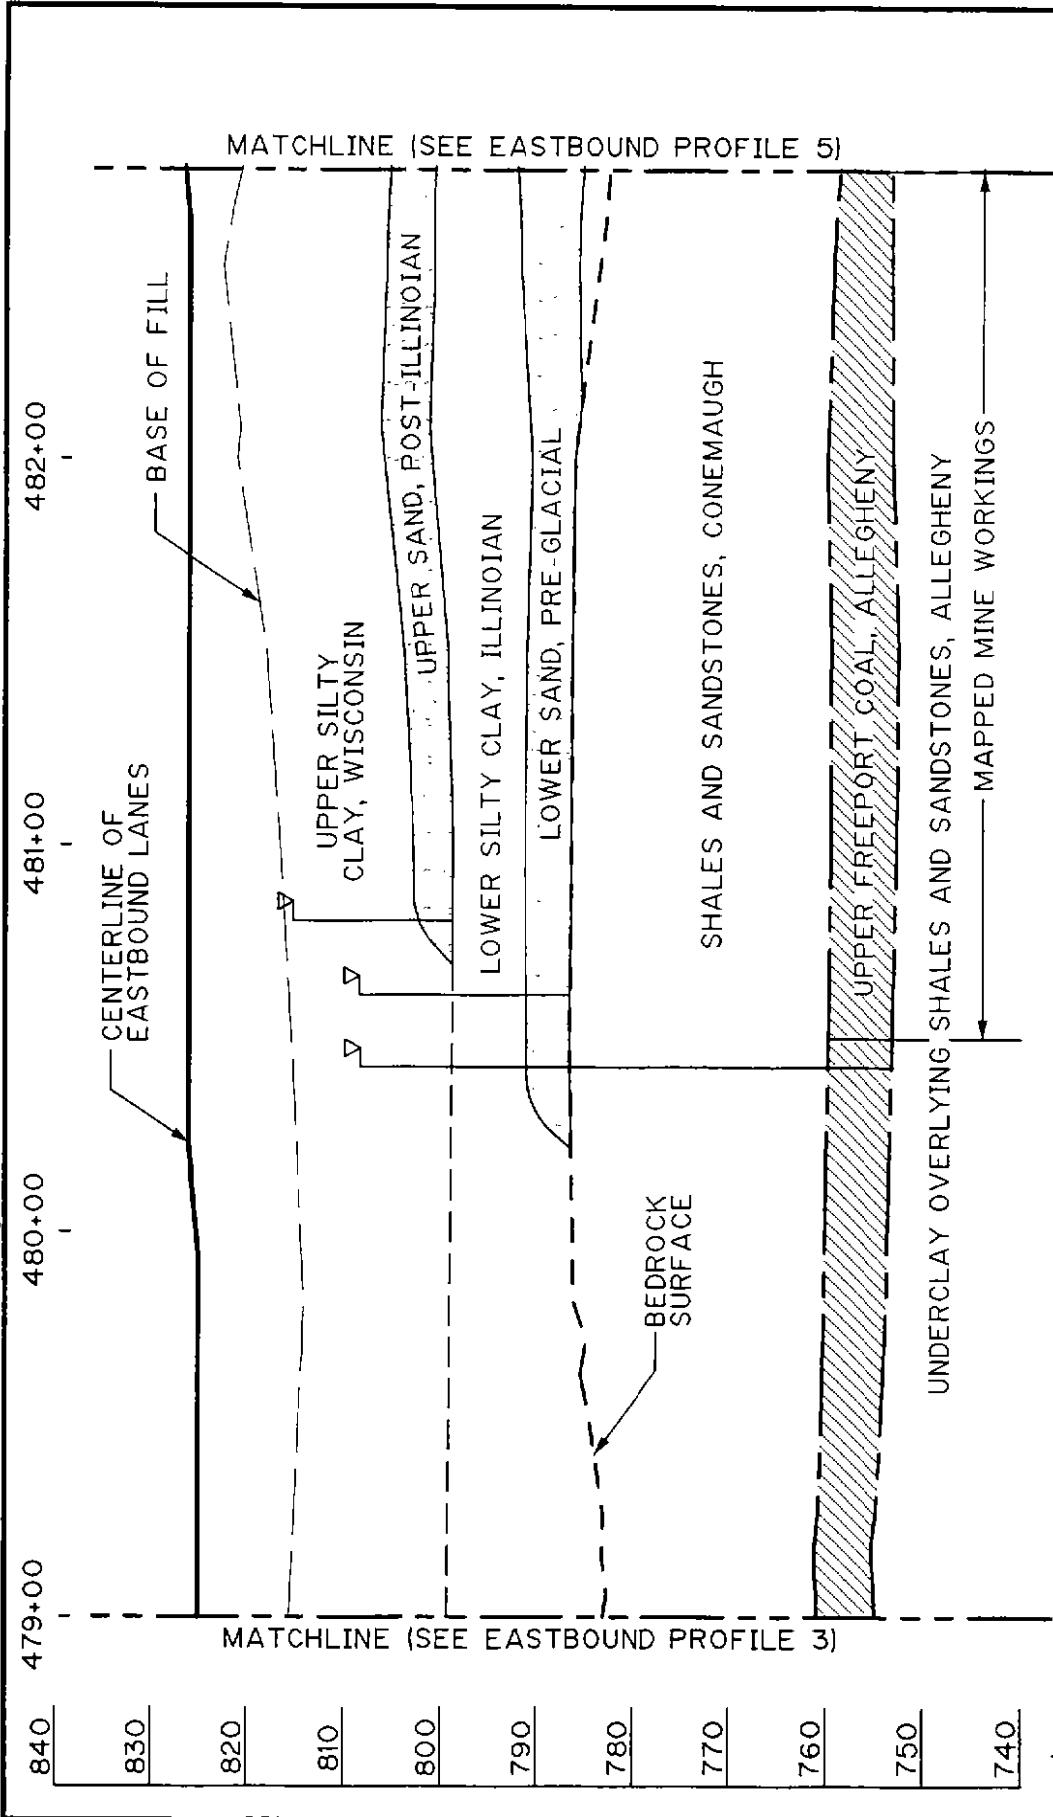 479+00
480+00
481+00
482+00
840
830
820
810
800
790
780
770
760
750
740
MATCHLINE (SEE EASTBOUND PROFILE 3)
MATCHLINE (SEE EASTBOUND PROFILE 5)
CENTERLINE OF
EASTBOUND LANES
BASE OF FILL
UPPER SILTY
CLAY, WISCONSIN
UPPER SAND, POST-ILLINOIAN
LOWER SILTY CLAY, ILLINOIAN
LOWER SAND, PRE-GLACIAL
BEDROCK
SURFACE
SHALES AND SANDSTONES, CONEMAUGH
UPPER FREEPORT COAL, ALLEGHENY
UNDERCLAY OVERLYING SHALES AND SANDSTONES, ALLEGHENY
MAPPED MINE WORKINGS